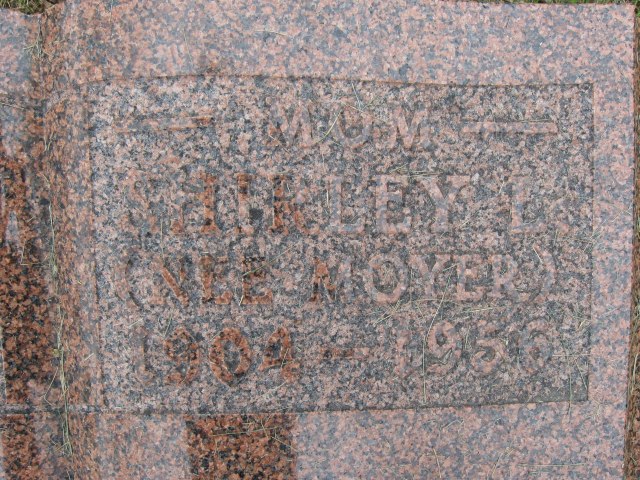 — MOM —
SHIRLEY L
(NEE MOYER)
1904 — 1956